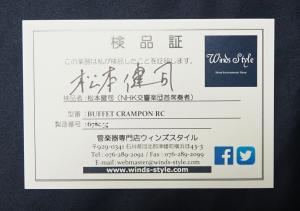 検品証
この楽器は私が検品したことを証明します。
松本健司
検品者：松本健司（NHK交響楽団首席奏者）
型番：BUFFET CRAMPON RC
製造番号：
管楽器専門店ウィンズスタイル
〒929-0341 石川県河北郡津幡町横浜ほ43-3
Tel：076-289-2092 / Fax：076-289-2099
E-mail：webmaster@winds-style.com
www.winds-style.com
Winds Style
Wind Instruments Shop